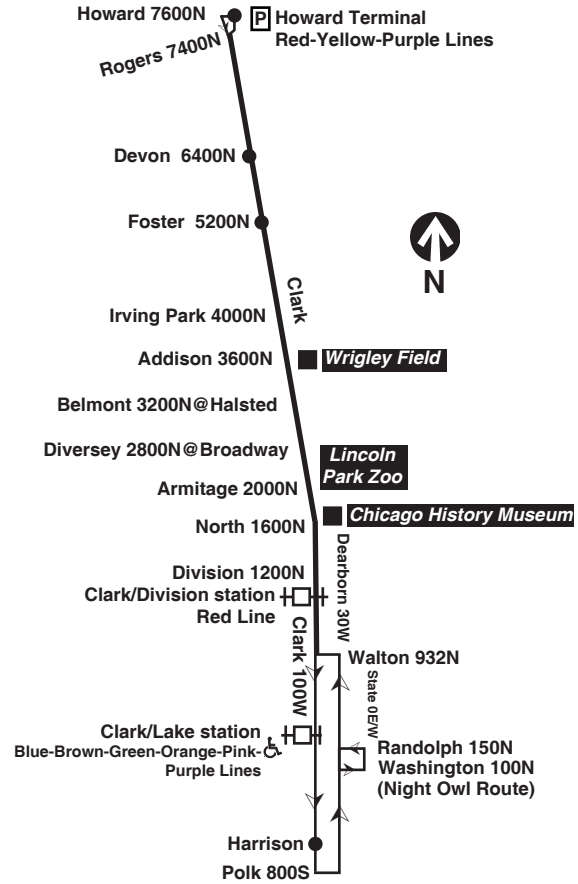 Howard 7600N
P
Howard Terminal
Red-Yellow-Purple Lines
Rogers 7400N
Devon 6400N
Foster 5200N
N
Clark
Irving Park 4000N
Addison 3600N
Wrigley Field
Belmont 3200N@Halsted
Diversey 2800N@Broadway
Lincoln
Park Zoo
Armitage 2000N
Chicago History Museum
North 1600N
Dearborn 30W
Division 1200N
Clark/Division station
Red Line
Clark 100W
Walton 932N
State 0E/W
Clark/Lake station
Blue-Brown-Green-Orange-Pink-
Purple Lines
Randolph 150N
Washington 100N
(Night Owl Route)
Harrison
Polk 800S